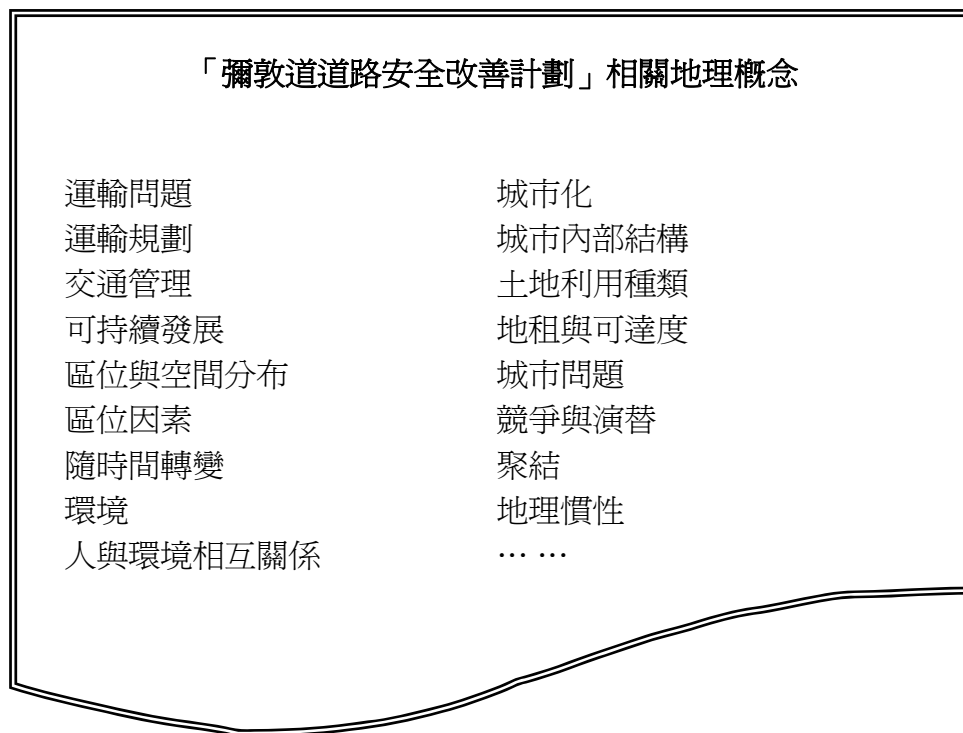 「彌敦道道路安全改善計劃」相關地理概念
運輸問題
運輸規劃
交通管理
可持續發展
區位與空間分布
區位因素
隨時間轉變
環境
人與環境相互關係
城市化
城市內部結構
土地利用種類
地租與可達度
城市問題
競爭與演替
聚結
地理慣性
… …